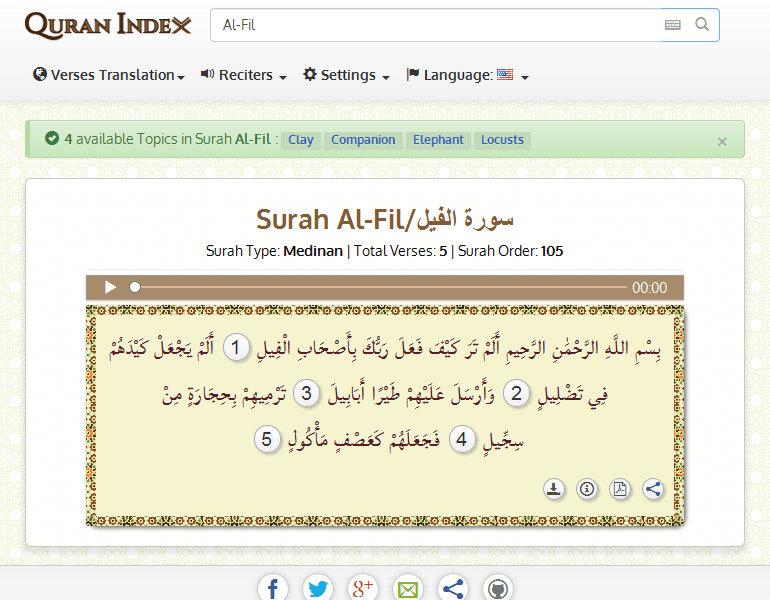 QURAN INDEX
Al-Fil
Verses Translation Reciters Settings Language:
4 available Topics in Surah Al-Fil : Clay Companion Elephant Locusts ×
Surah Al-Fil/سورة الفيل
Surah Type: Medinan | Total Verses: 5 | Surah Order: 105
00:00
بِسْمِ اللَّهِ الرَّحْمَٰنِ الرَّحِيمِ أَلَمْ تَرَ كَيْفَ فَعَلَ رَبُّكَ بِأَصْحَابِ الْفِيلِ 1 أَلَمْ يَجْعَلْ كَيْدَهُمْ
فِي تَضْلِيلٍ 2 وَأَرْسَلَ عَلَيْهِمْ طَيْرًا أَبَابِيلَ 3 تَرْمِيهِمْ بِحِجَارَةٍ مِنْ
سِجِّيلٍ 4 فَجَعَلَهُمْ كَعَصْفٍ مَأْكُولٍ 5